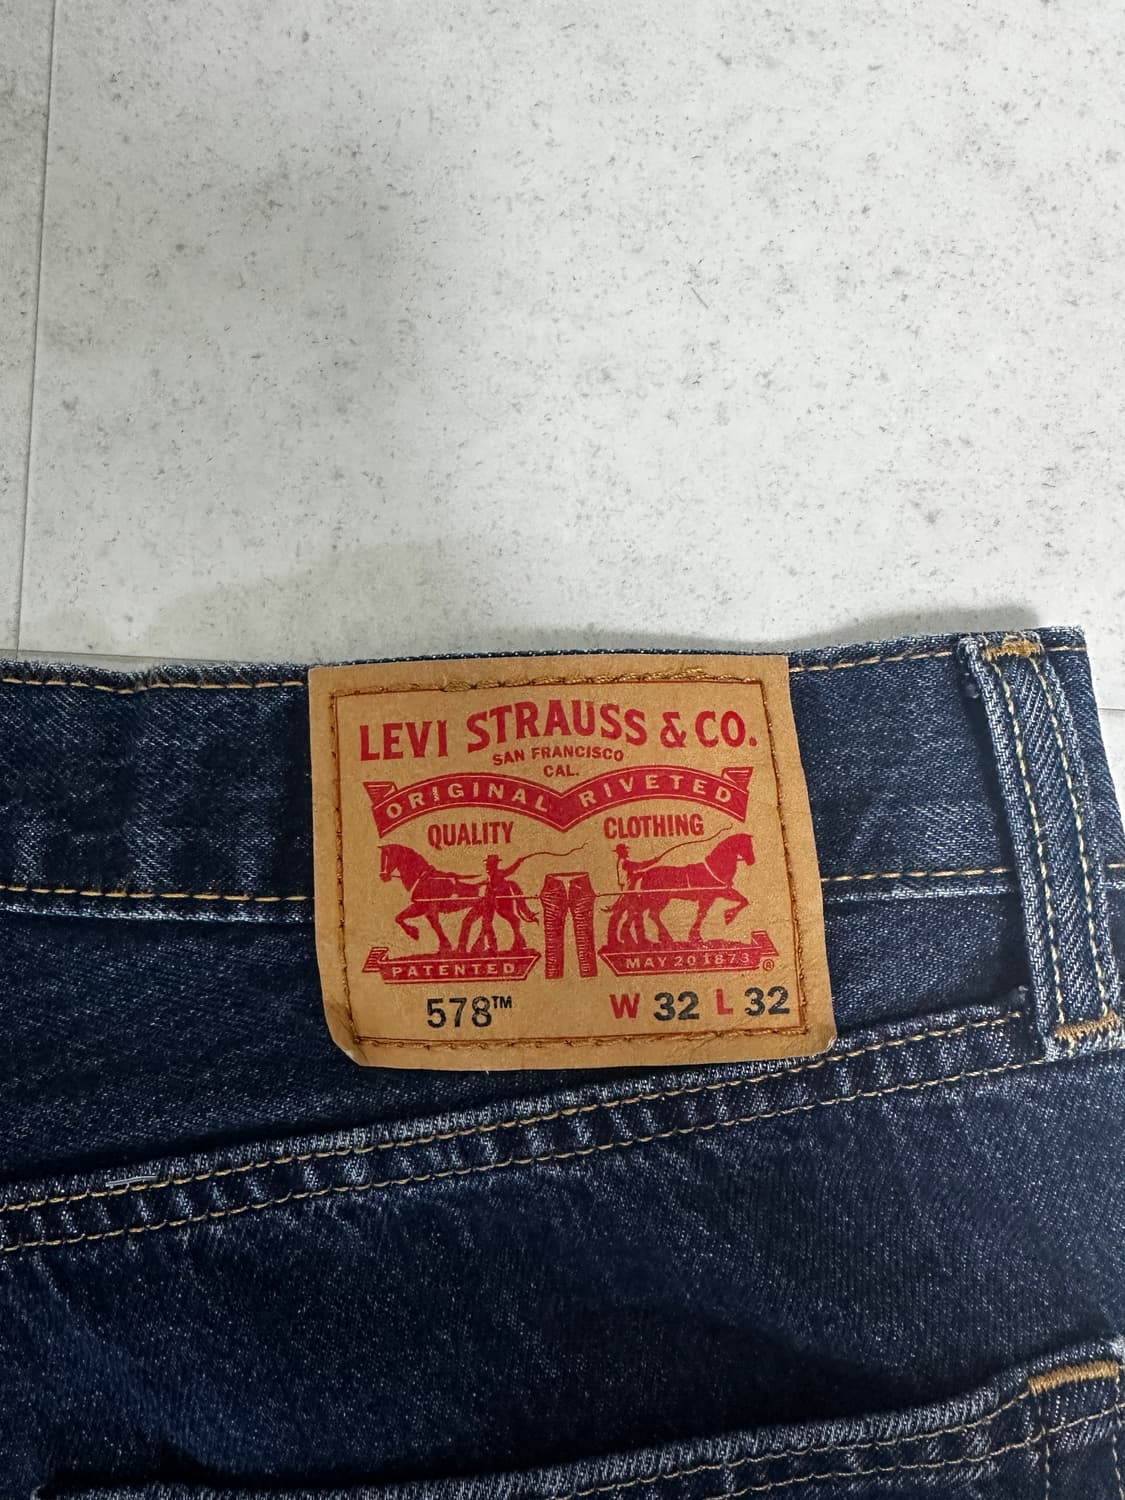 LEVI STRAUSS & CO.
SAN FRANCISCO
CAL.
ORIGINAL RIVETED
QUALITY CLOTHING
PATENTED MAY 20 1873 ®
578™ W 32 L 32